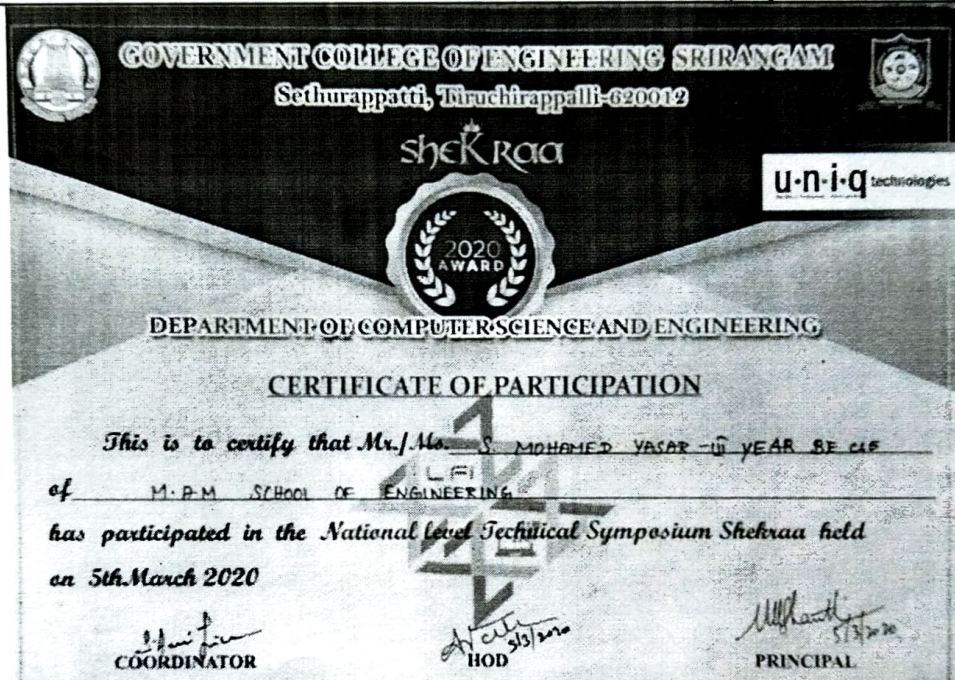 GOVERNMENT COLLEGE OF ENGINEERING SRIRANGAM
Sethurappatti, Tiruchirappalli-620012
sheKRaa
u·n·i·q technologies
2020
AWARD
DEPARTMENT OF COMPUTER SCIENCE AND ENGINEERING
CERTIFICATE OF PARTICIPATION
This is to certify that Mr./Ms. S. MOHAMED YASAR - III YEAR BE CSE
of M.A.M SCHOOL OF ENGINEERING
has participated in the National level Technical Symposium Shekraa held
on 5th March 2020
5/3/2020
5/3/2020
COORDINATOR HOD PRINCIPAL